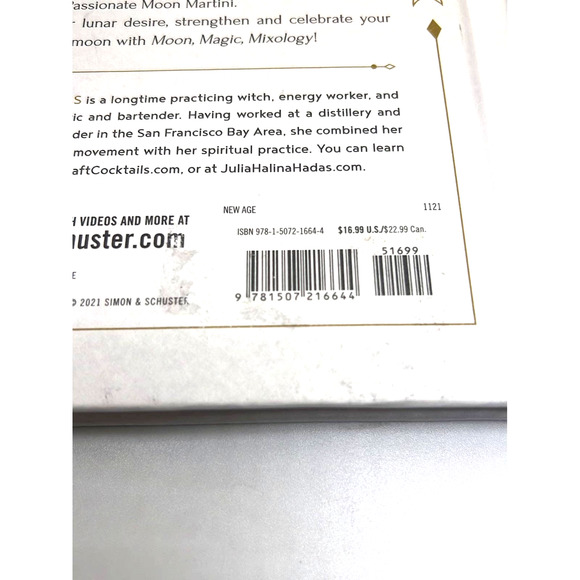 assionate Moon Martini.
r lunar desire, strengthen and celebrate your
moon with Moon, Magic, Mixology!
S is a longtime practicing witch, energy worker, and
ic and bartender. Having worked at a distillery and
der in the San Francisco Bay Area, she combined her
movement with her spiritual practice. You can learn
aftCocktails.com, or at JuliaHalinaHadas.com.
NEW AGE 1121
H VIDEOS AND MORE AT
huster.com
ISBN 978-1-5072-1664-4 $16.99 U.S./$22.99 Can.
51699
E
© 2021 SIMON & SCHUSTER,
9 781507 216644